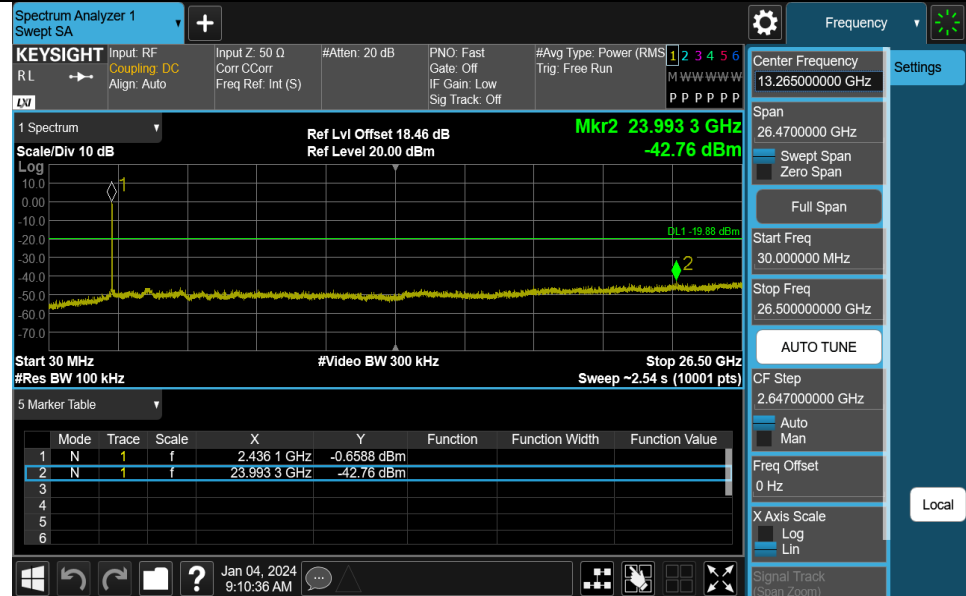 Spectrum Analyzer 1
Swept SA
Frequency
KEYSIGHT
RL
LXI
Input: RF
Coupling: DC
Align: Auto
Input Z: 50 Ω
Corr CCorr
Freq Ref: Int (S)
#Atten: 20 dB
PNO: Fast
Gate: Off
IF Gain: Low
Sig Track: Off
#Avg Type: Power (RMS
Trig: Free Run
1 2 3 4 5 6
M W W W W W
P P P P P P
1 Spectrum
Scale/Div 10 dB
Log
Ref Lvl Offset 18.46 dB
Ref Level 20.00 dBm
Mkr2 23.993 3 GHz
-42.76 dBm
10.0
0.00
-10.0
-20.0
-30.0
-40.0
-50.0
-60.0
-70.0
1
DL1 -19.88 dBm
2
Start 30 MHz
#Video BW 300 kHz
Stop 26.50 GHz
#Res BW 100 kHz
Sweep ~2.54 s (10001 pts)
5 Marker Table
Mode Trace Scale X Y Function Function Width Function Value
1 N 1 f 2.436 1 GHz -0.6588 dBm
2 N 1 f 23.993 3 GHz -42.76 dBm
3
4
5
6
Jan 04, 2024
9:10:36 AM
Center Frequency
13.265000000 GHz
Span
26.4700000 GHz
Swept Span
Zero Span
Full Span
Start Freq
30.000000 MHz
Stop Freq
26.500000000 GHz
AUTO TUNE
CF Step
2.647000000 GHz
Auto
Man
Freq Offset
0 Hz
X Axis Scale
Log
Lin
Signal Track
(Span Zoom)
Settings
Local